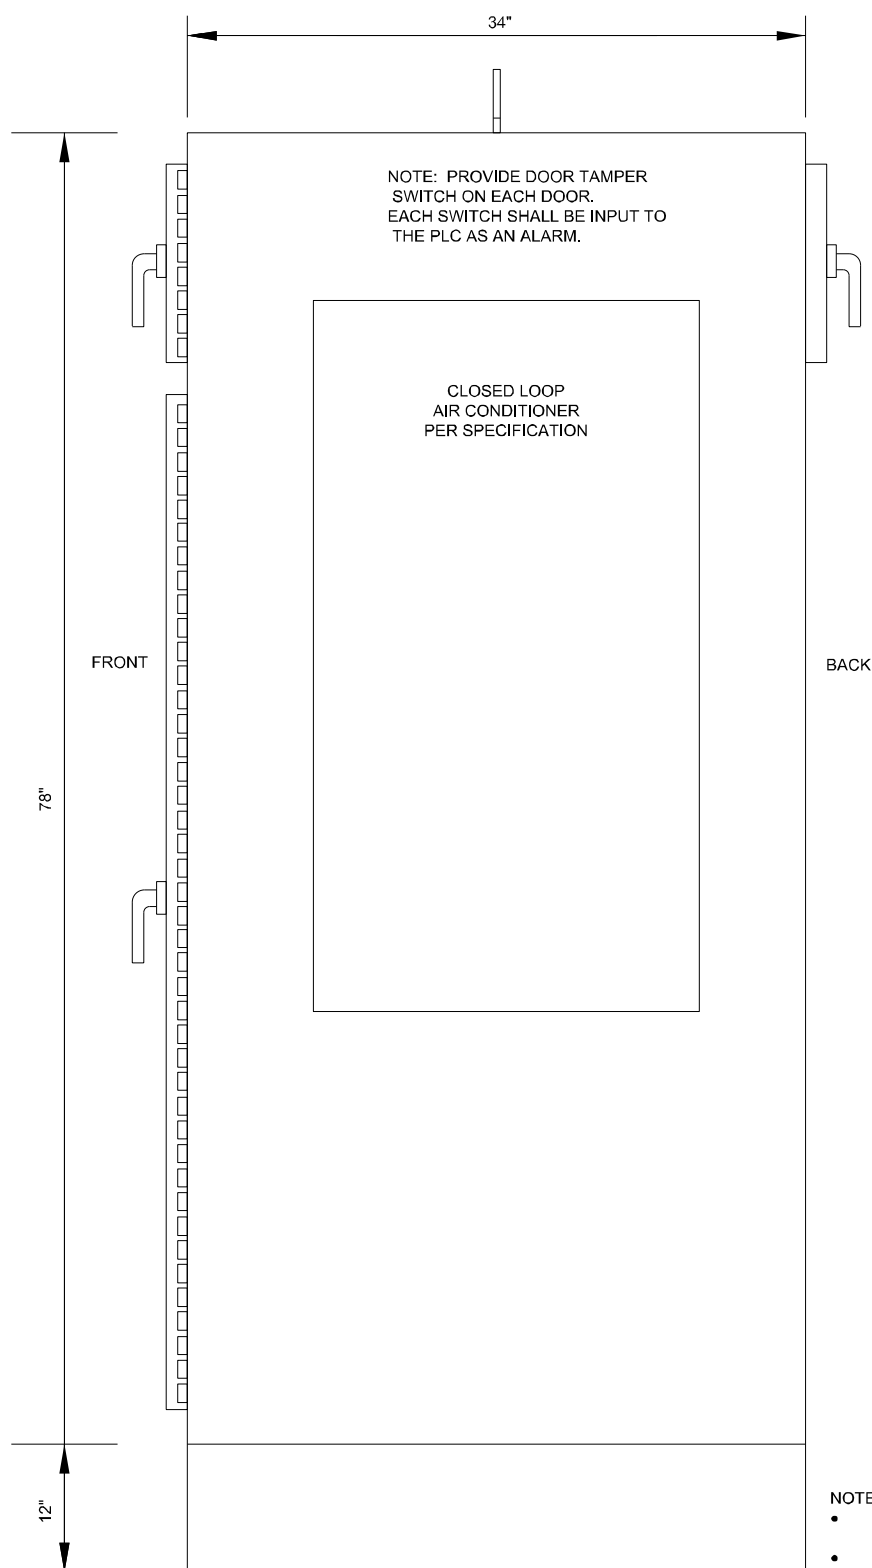 34"
NOTE: PROVIDE DOOR TAMPER
SWITCH ON EACH DOOR.
EACH SWITCH SHALL BE INPUT TO
THE PLC AS AN ALARM.
CLOSED LOOP
AIR CONDITIONER
PER SPECIFICATION
FRONT
BACK
78"
12"
NOTE
•
•